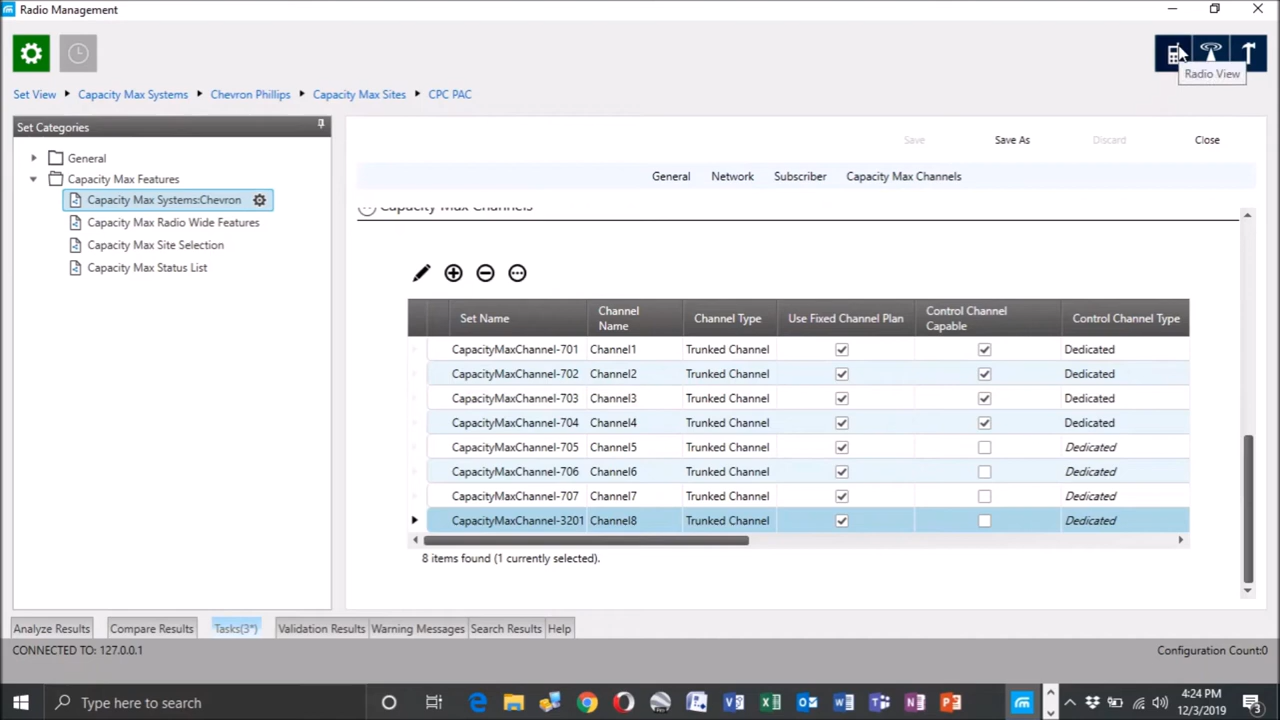 Radio Management
Radio View
Set View Capacity Max Systems Chevron Phillips Capacity Max Sites CPC PAC
Set Categories
General
Capacity Max Features
Capacity Max Systems:Chevron
Capacity Max Radio Wide Features
Capacity Max Site Selection
Capacity Max Status List
Save Save As Discard Close
General Network Subscriber Capacity Max Channels
Capacity Max Channels
Set Name Channel Name Channel Type Use Fixed Channel Plan Control Channel Capable Control Channel Type
CapacityMaxChannel-701 Channel1 Trunked Channel Dedicated
CapacityMaxChannel-702 Channel2 Trunked Channel Dedicated
CapacityMaxChannel-703 Channel3 Trunked Channel Dedicated
CapacityMaxChannel-704 Channel4 Trunked Channel Dedicated
CapacityMaxChannel-705 Channel5 Trunked Channel Dedicated
CapacityMaxChannel-706 Channel6 Trunked Channel Dedicated
CapacityMaxChannel-707 Channel7 Trunked Channel Dedicated
CapacityMaxChannel-3201 Channel8 Trunked Channel Dedicated
8 items found (1 currently selected).
Analyze Results Compare Results Tasks(3*) Validation Results Warning Messages Search Results Help
CONNECTED TO: 127.0.0.1 Configuration Count:0
Type here to search
4:24 PM
12/3/2019
3